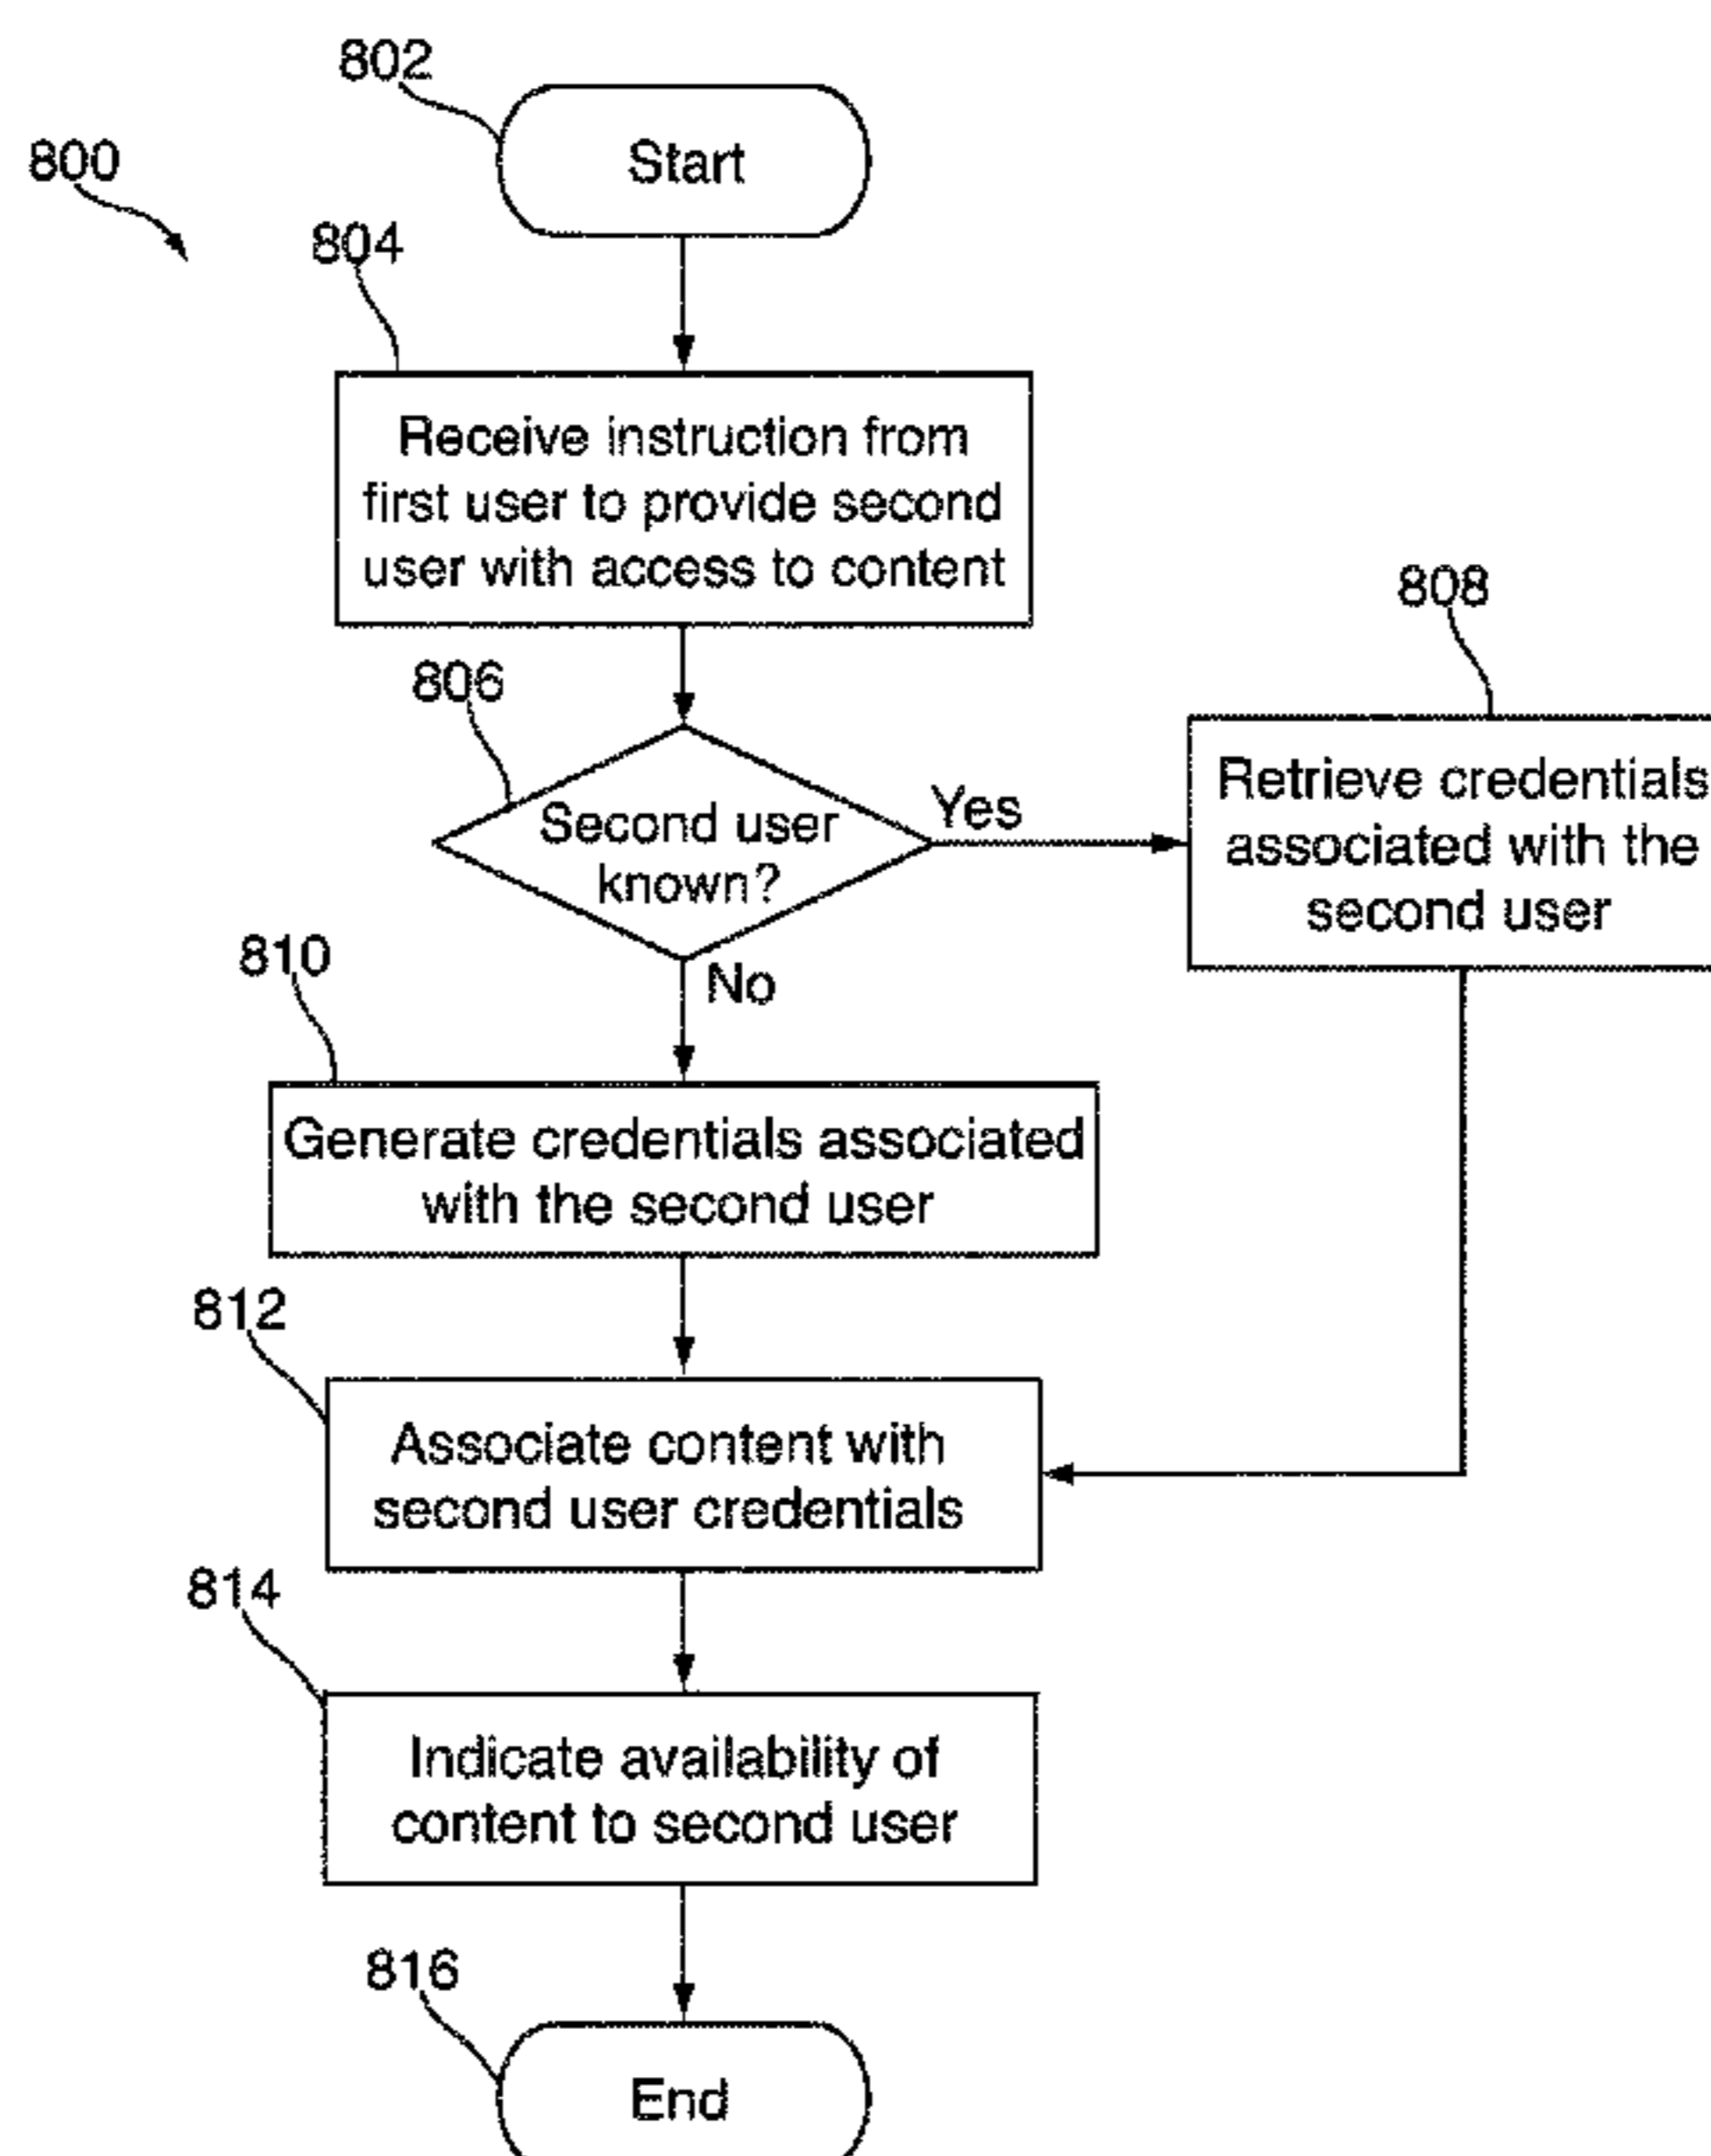 802
Start
800
804
Receive instruction from
first user to provide second
user with access to content
808
806
Second user
known?
Yes
Retrieve credentials
associated with the
second user
810
No
Generate credentials associated
with the second user
812
Associate content with
second user credentials
814
Indicate availability of
content to second user
816
End